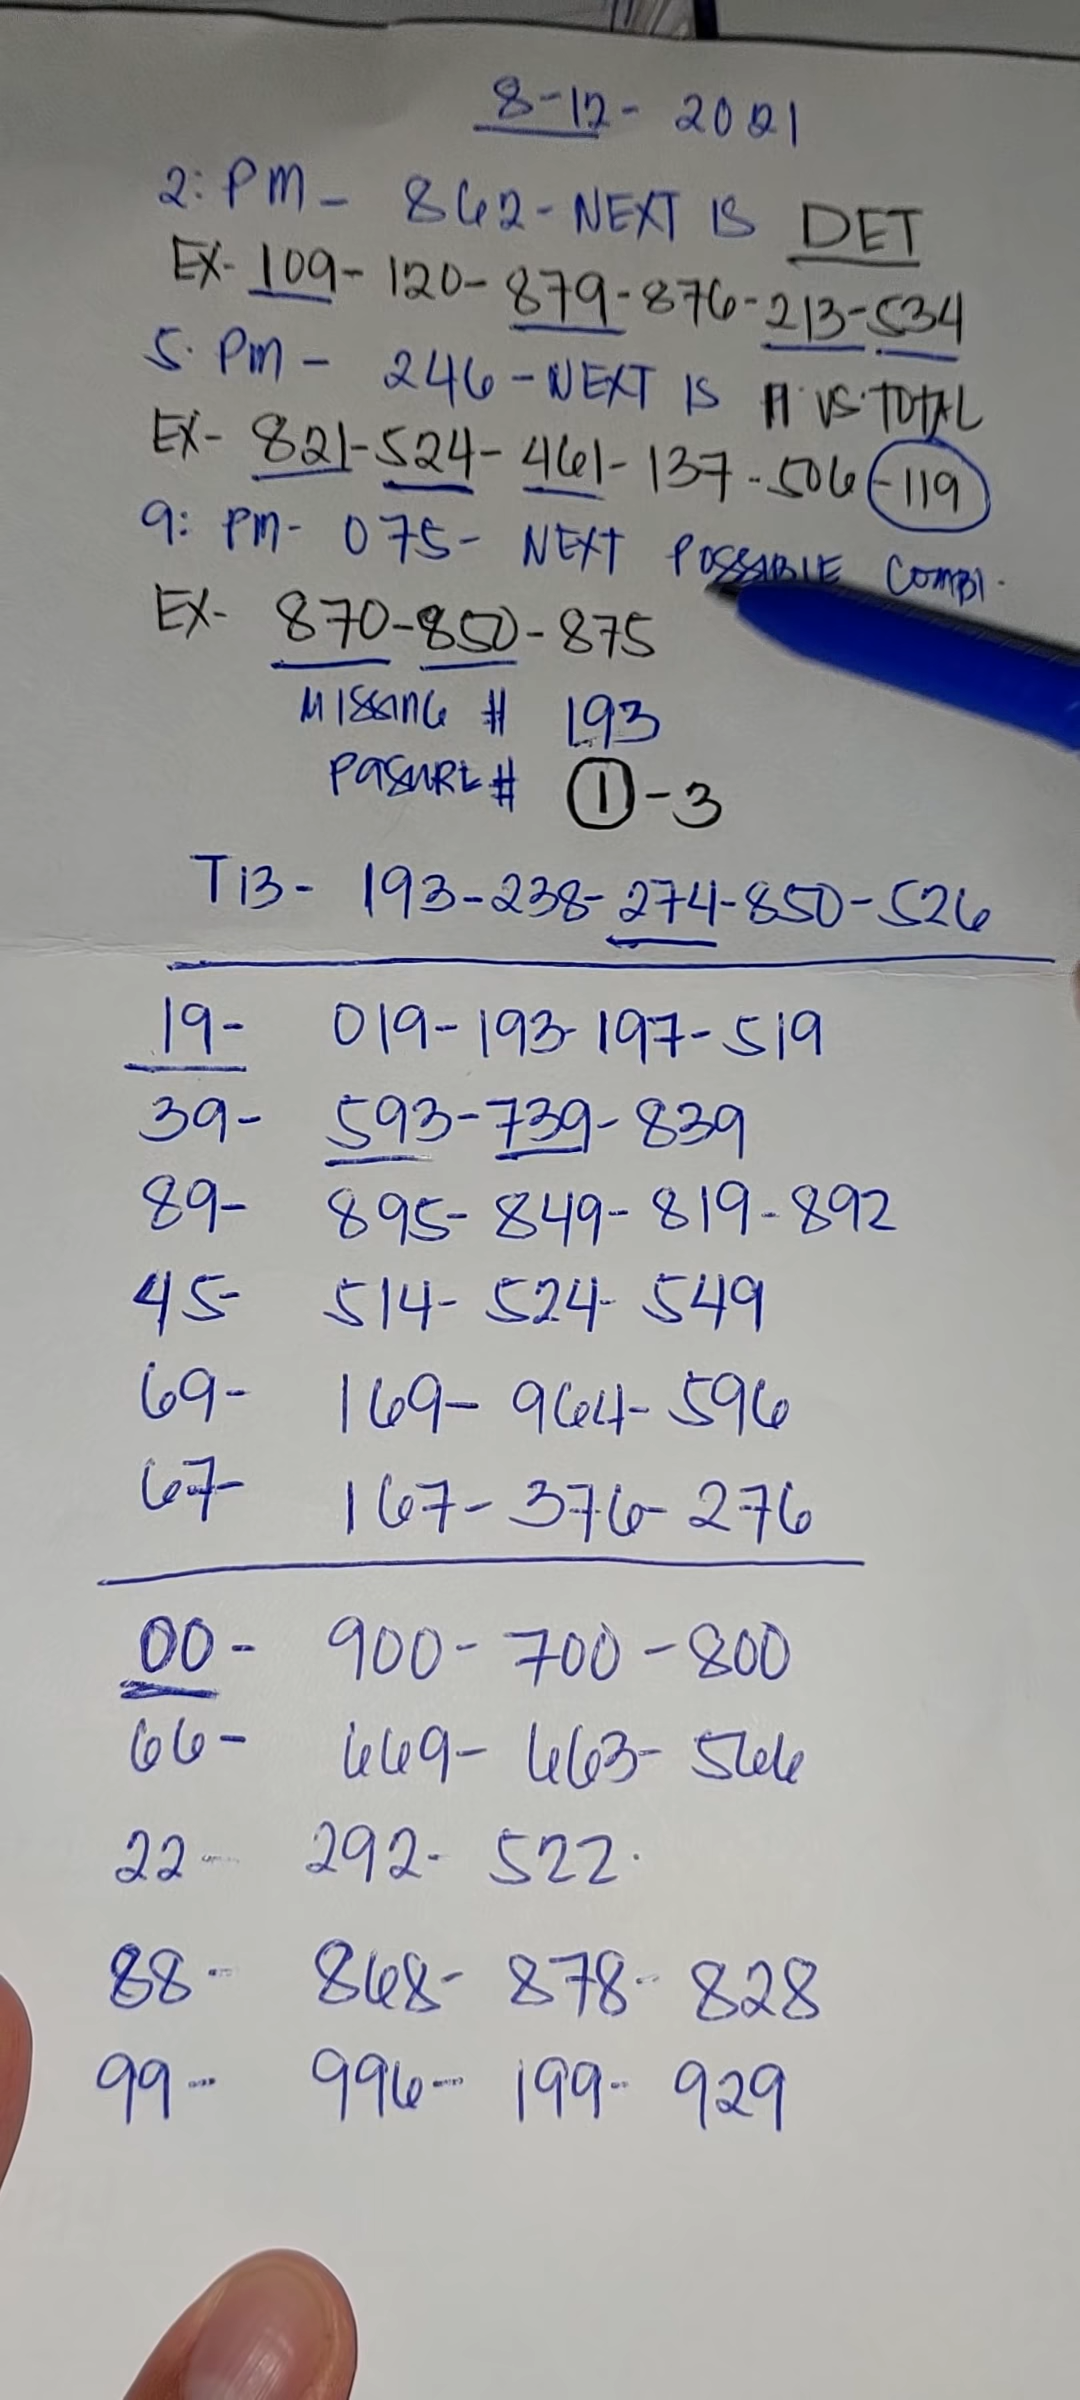 8-12-2021
2: PM - 862 - NEXT IS DET
EX- 109 - 120 - 879 - 876 - 213 - 534
5. PM - 246 - NEXT IS # VS. TOTAL
EX- 821 - 524 - 461 - 137 - 506 - 119
9: PM - 075 - NEXT POSSABLE COMBI.
EX- 870 - 850 - 875
MISSING # 193
# 1 - 3
T13 - 193 - 238 - 274 - 850 - 526
19 - 019 - 193 - 197 - 519
39 - 593 - 739 - 839
89 - 895 - 849 - 819 - 892
45 - 514 - 524 - 549
69 - 169 - 964 - 596
67 - 167 - 376 - 276
00 - 900 - 700 - 800
66 - 669 - 663 - 566
22 - 292 - 522.
88 - 868 - 878 - 828
99 - 996 - 199 - 929